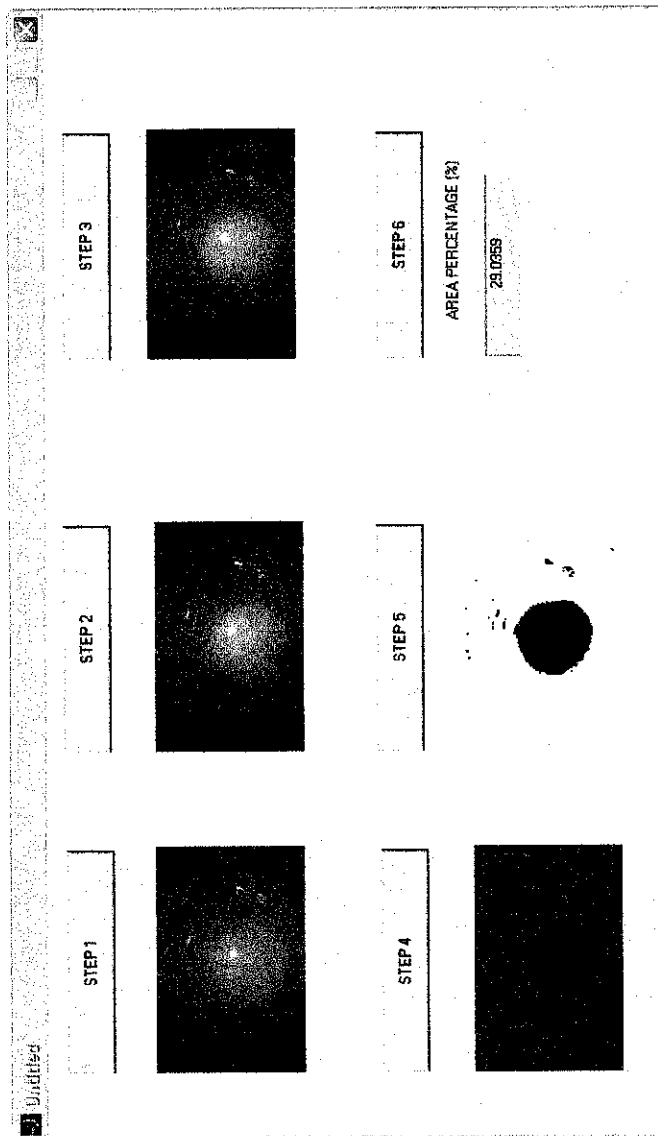 Untitled
STEP 1
STEP 2
STEP 3
STEP 4
STEP 5
STEP 6
AREA PERCENTAGE (%)
29.0359